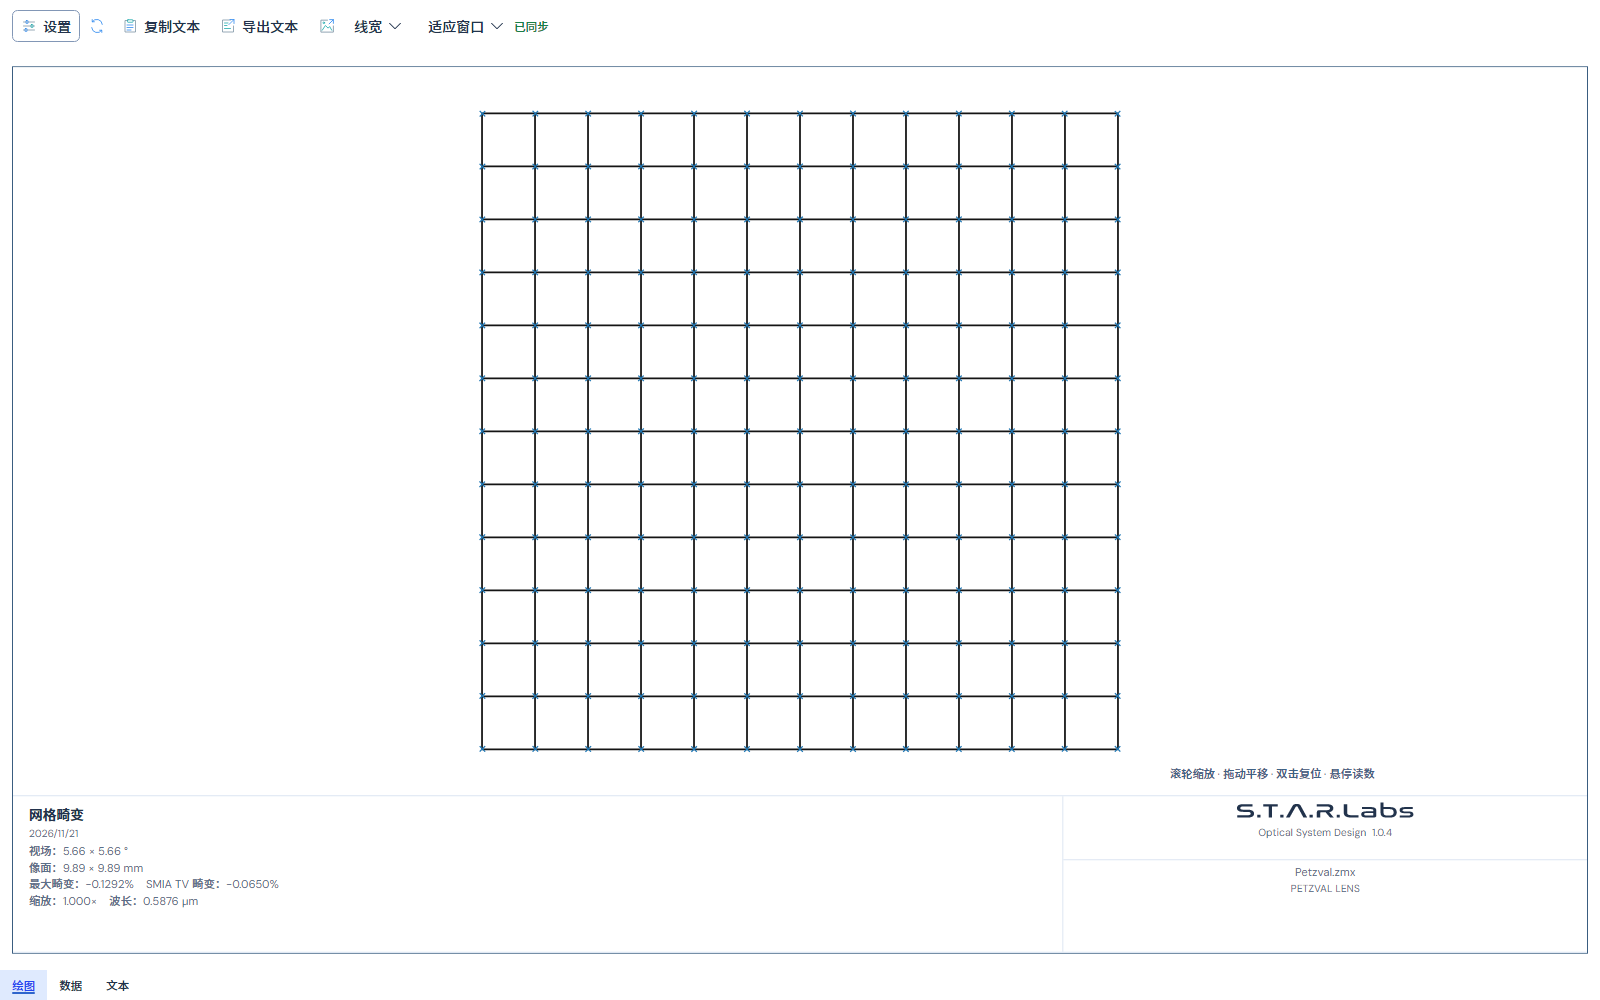 设置 复制文本 导出文本 线宽 适应窗口 已同步
滚轮缩放 · 拖动平移 · 双击复位 · 悬停读数
网格畸变
2026/11/21
视场：5.66 × 5.66 °
像面：9.89 × 9.89 mm
最大畸变：−0.1292% SMIA TV 畸变：−0.0650%
缩放：1.000× 波长：0.5876 µm
S.T.A.R.Labs
Optical System Design 1.0.4
Petzval.zmx
PETZVAL LENS
绘图 数据 文本